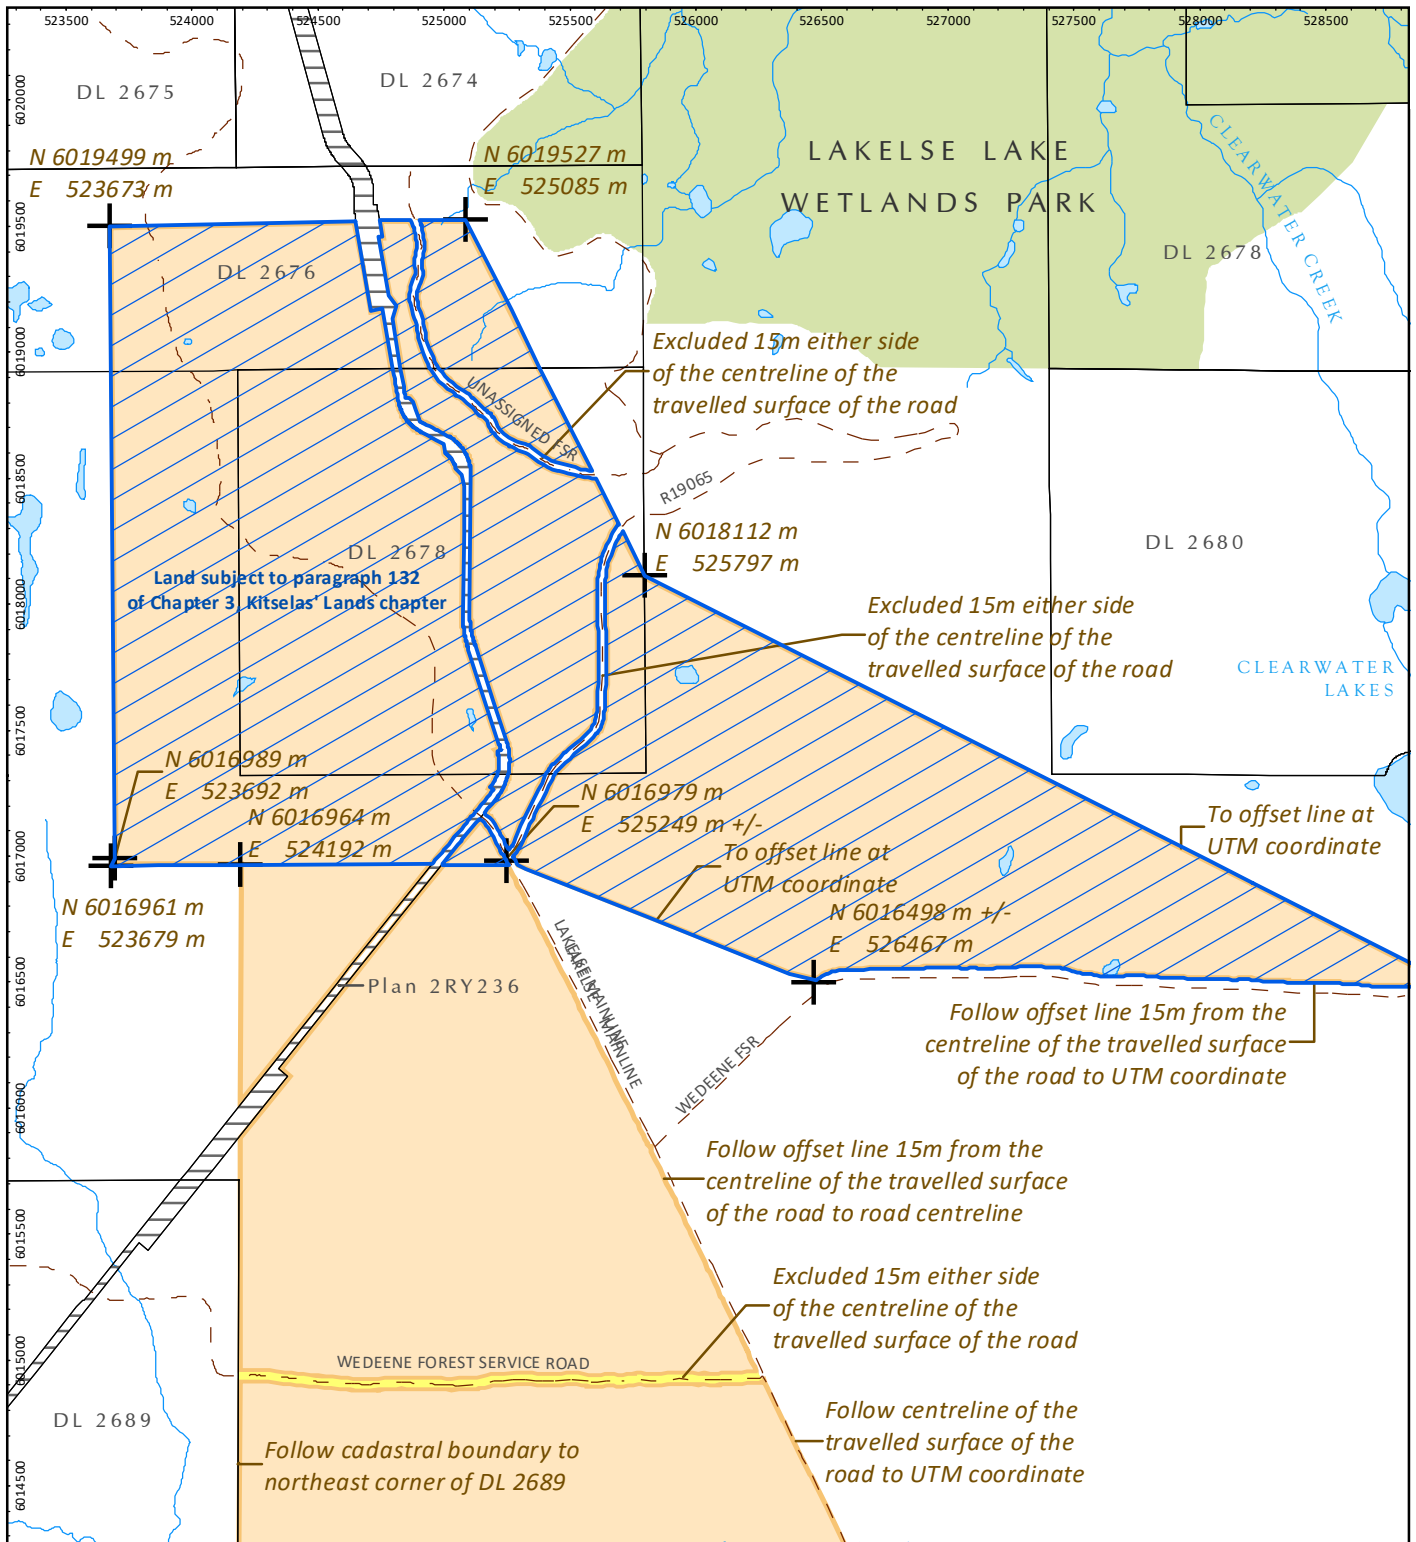 523500
524000
524500
525000
525500
526000
526500
527000
527500
528000
528500
6020000
6019500
6019000
6018500
6018000
6017500
6017000
6016500
6016000
6015500
6015000
6014500
DL 2675
DL 2674
N 6019499 m
E 523673 m
N 6019527 m
E 525085 m
LAKELSE LAKE
WETLANDS PARK
CLEARWATER CREEK
DL 2678
DL 2676
Excluded 15m either side
of the centreline of the
travelled surface of the road
UNASSIGNED FSR
R19065
N 6018112 m
E 525797 m
DL 2680
DL 2678
Land subject to paragraph 132
of Chapter 3, Kitselas' Lands chapter
Excluded 15m either side
of the centreline of the
travelled surface of the road
CLEARWATER
LAKES
N 6016989 m
E 523692 m
N 6016964 m
E 524192 m
N 6016979 m
E 525249 m +/-
To offset line at
UTM coordinate
To offset line at
UTM coordinate
N 6016961 m
E 523679 m
N 6016498 m +/-
E 526467 m
LAKELSE MAINLINE
LAKELSE MAINLINE
Plan 2RY236
Follow offset line 15m from the
centreline of the travelled surface
of the road to UTM coordinate
WEDEENE FSR
Follow offset line 15m from the
centreline of the travelled surface
of the road to road centreline
Excluded 15m either side
of the centreline of the
travelled surface of the road
WEDEENE FOREST SERVICE ROAD
DL 2689
Follow cadastral boundary to
northeast corner of DL 2689
Follow centreline of the
travelled surface of the
road to UTM coordinate